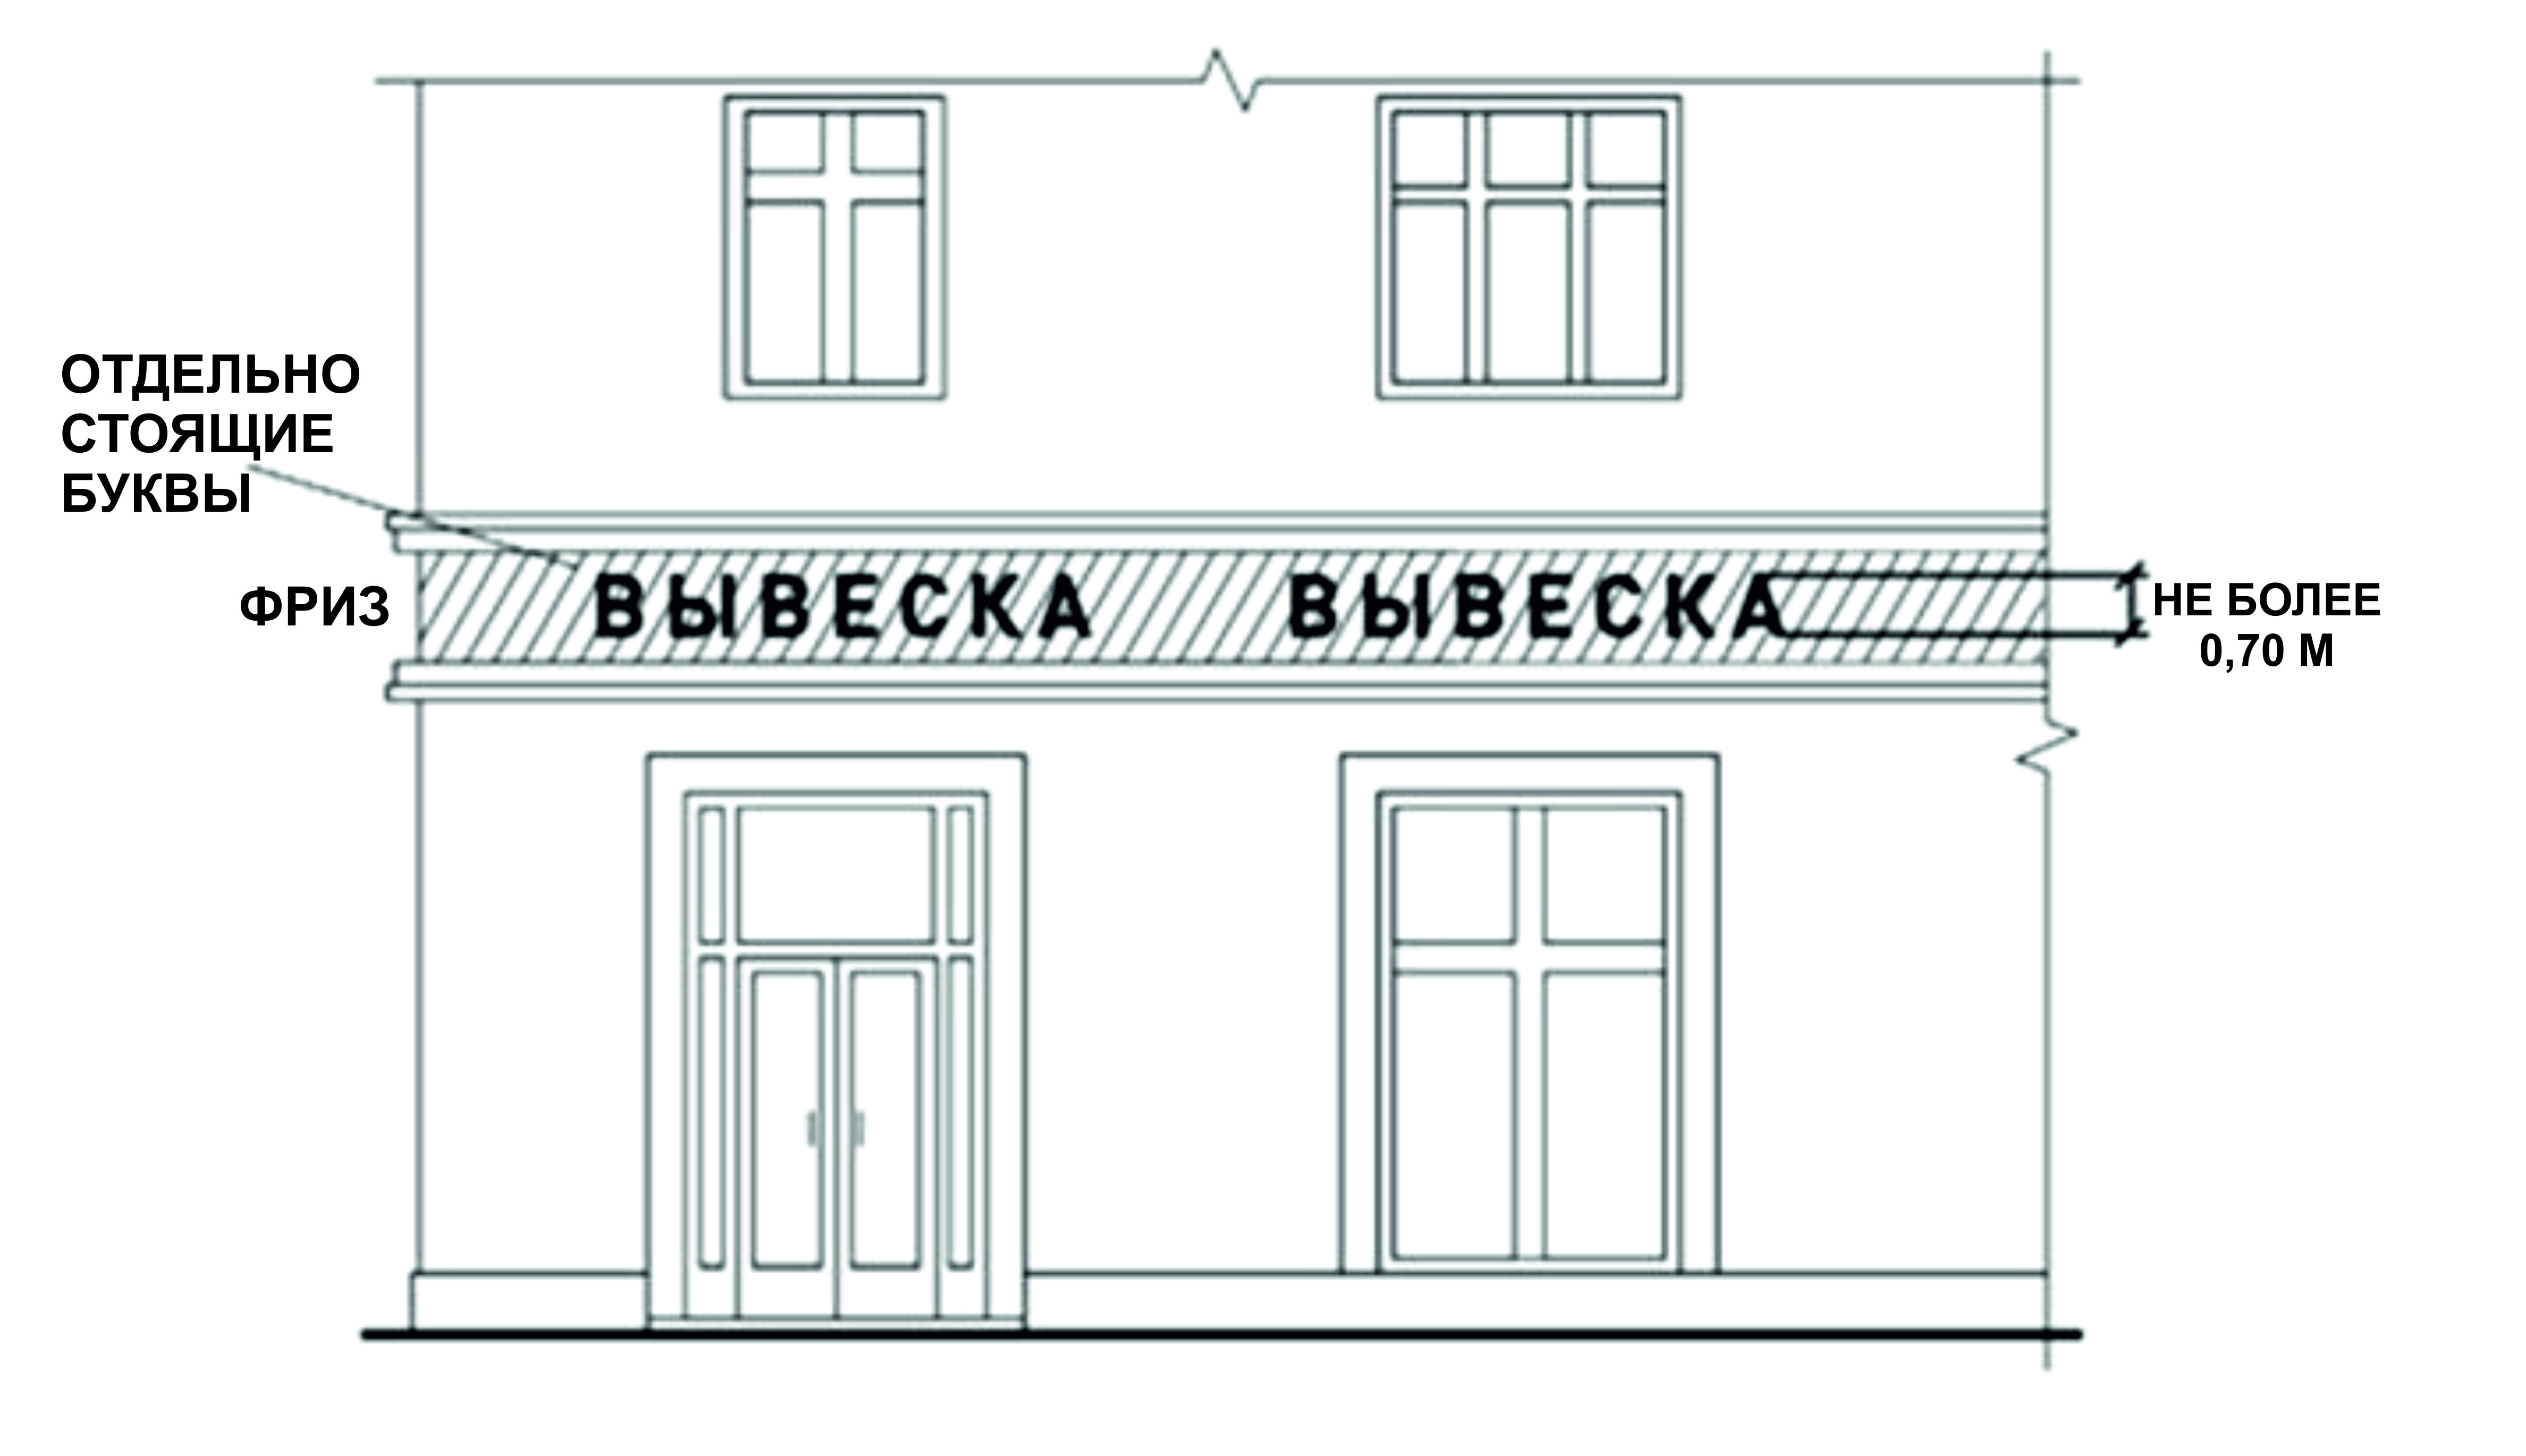 ОТДЕЛЬНО
СТОЯЩИЕ
БУКВЫ
ФРИЗ
ВЫВЕСКА
ВЫВЕСКА
НЕ БОЛЕЕ
0,70 М